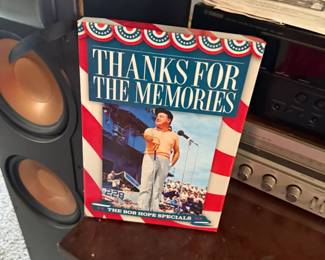 THANKS FOR
THE MEMORIES
THE BOB HOPE SPECIALS